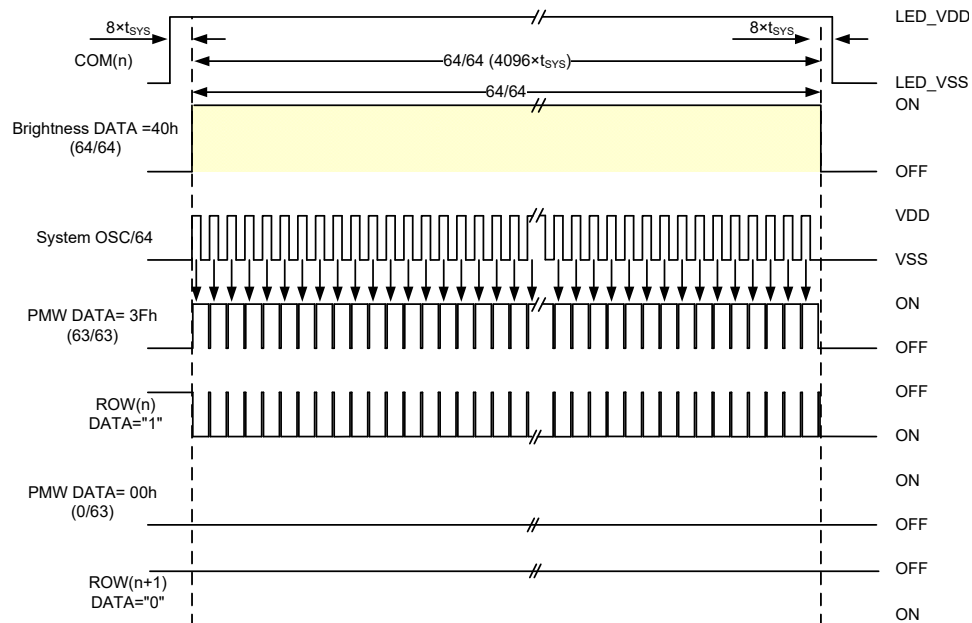 LED_VDD
8×tSYS
8×tSYS
COM(n)
64/64 (4096×tSYS)
LED_VSS
64/64
ON
Brightness DATA =40h
(64/64)
OFF
VDD
System OSC/64
VSS
ON
PMW DATA= 3Fh
(63/63)
OFF
OFF
ROW(n)
DATA="1"
ON
ON
PMW DATA= 00h
(0/63)
OFF
OFF
ROW(n+1)
DATA="0"
ON